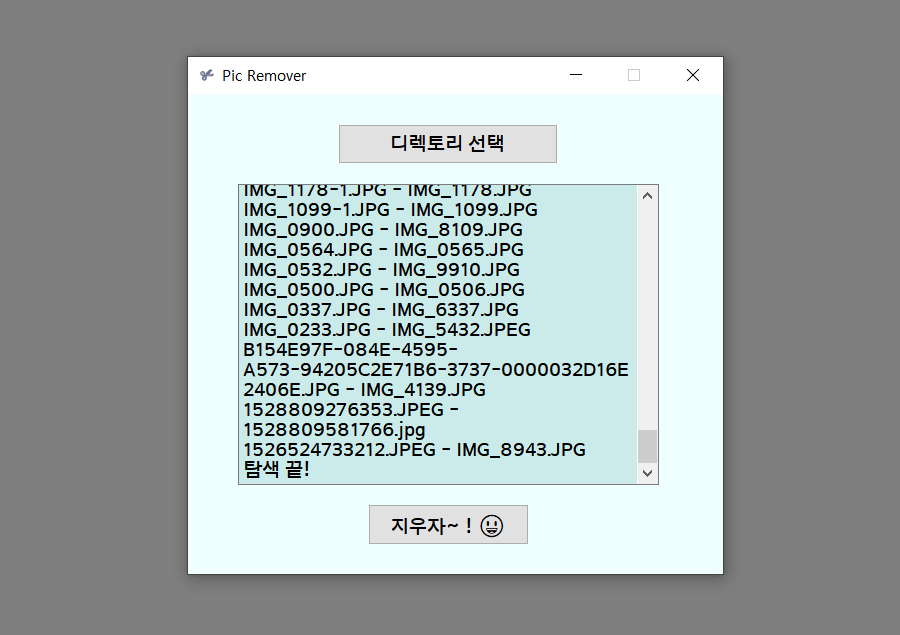 Pic Remover
디렉토리 선택
IMG_1178-1.JPG - IMG_1178.JPG
IMG_1099-1.JPG - IMG_1099.JPG
IMG_0900.JPG - IMG_8109.JPG
IMG_0564.JPG - IMG_0565.JPG
IMG_0532.JPG - IMG_9910.JPG
IMG_0500.JPG - IMG_0506.JPG
IMG_0337.JPG - IMG_6337.JPG
IMG_0233.JPG - IMG_5432.JPEG
B154E97F-084E-4595-
A573-94205C2E71B6-3737-0000032D16E
2406E.JPG - IMG_4139.JPG
1528809276353.JPEG -
1528809581766.jpg
1526524733212.JPEG - IMG_8943.JPG
탐색 끝!
지우자~ ! 😃